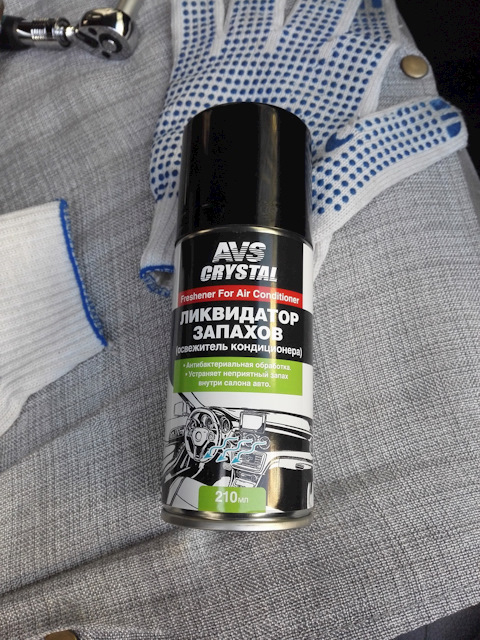 AVS
CRYSTAL
Freshener For Air Conditioner
ЛИКВИДАТОР
ЗАПАХОВ
(освежитель кондиционера)
• Антибактериальная обработка
• Устраняет неприятный запах
внутри салона авто.
210 мл